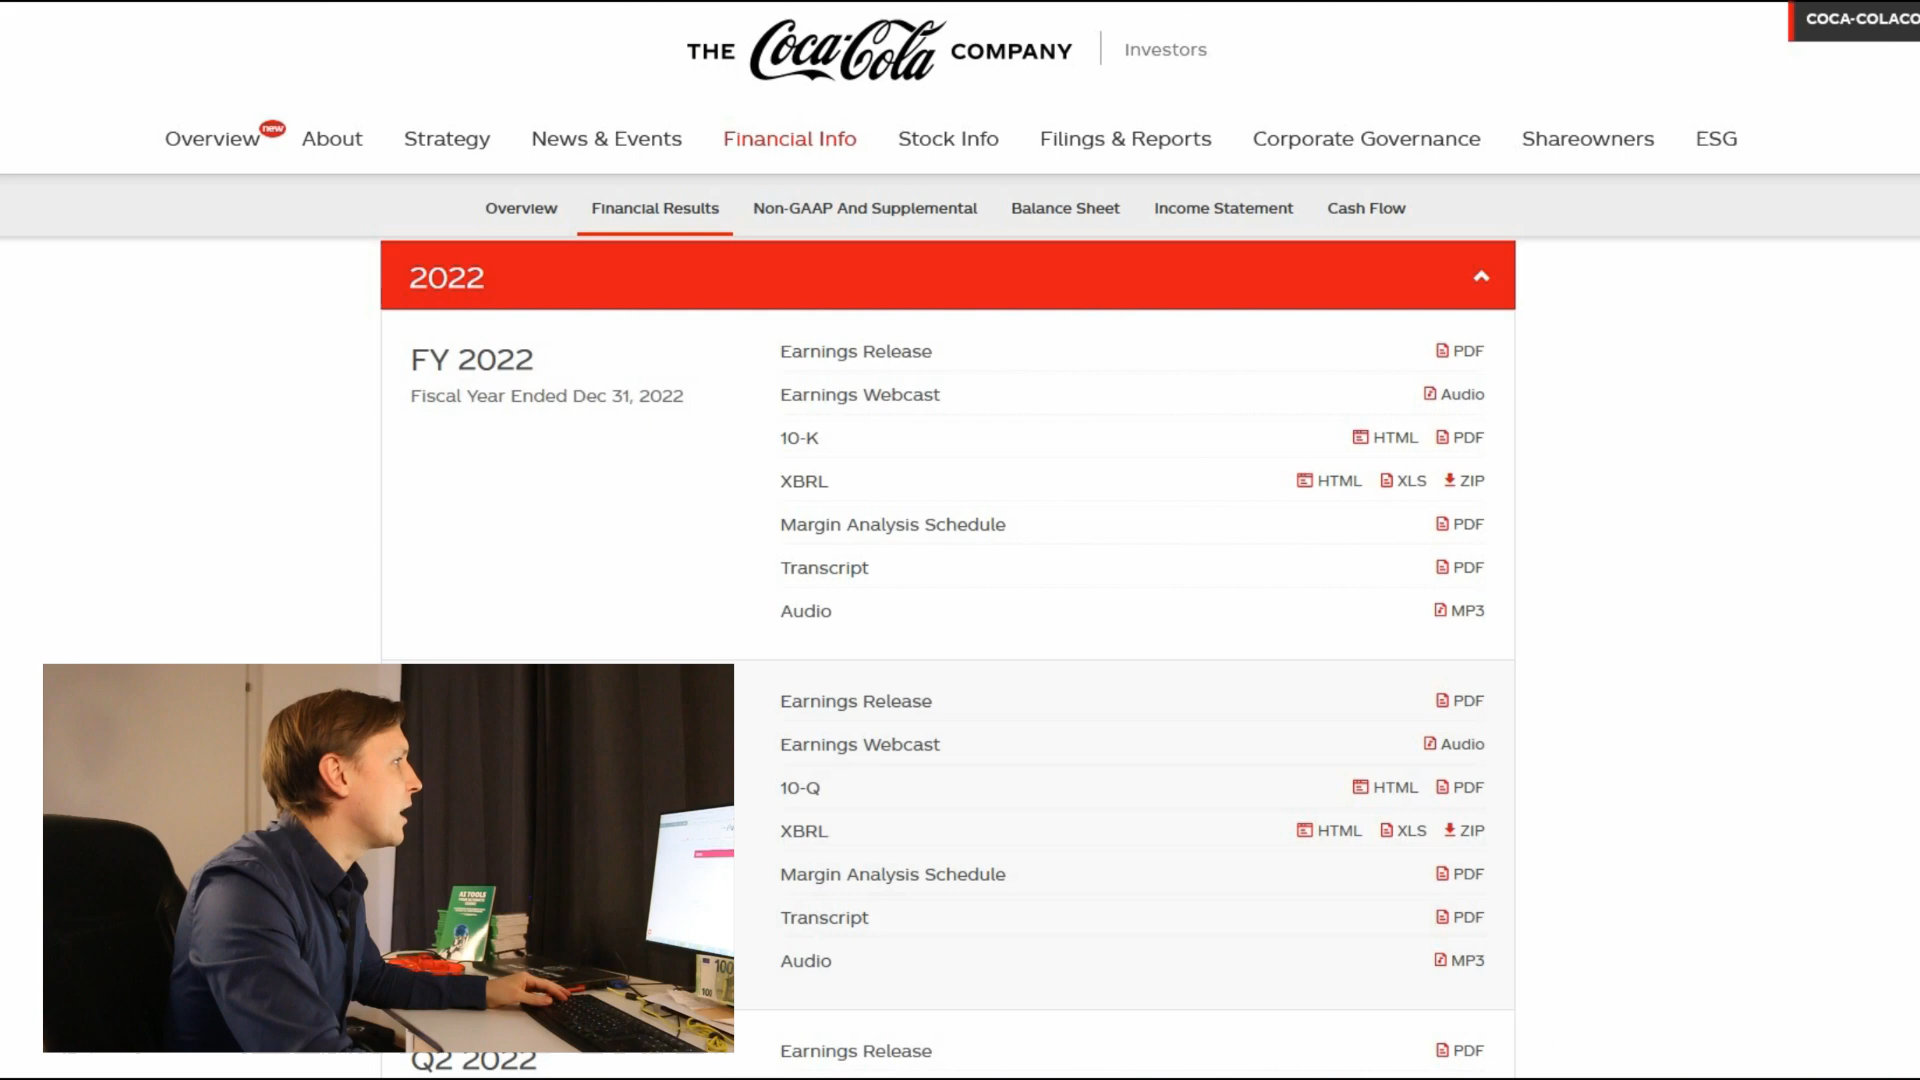 COCA-COLACO
THE Coca-Cola COMPANY Investors
Overview new About Strategy News & Events Financial Info Stock Info Filings & Reports Corporate Governance Shareowners ESG
Overview Financial Results Non-GAAP And Supplemental Balance Sheet Income Statement Cash Flow
2022
FY 2022
Fiscal Year Ended Dec 31, 2022
Earnings Release PDF
Earnings Webcast Audio
10-K HTML PDF
XBRL HTML XLS ZIP
Margin Analysis Schedule PDF
Transcript PDF
Audio MP3
Earnings Release PDF
Earnings Webcast Audio
10-Q HTML PDF
XBRL HTML XLS ZIP
Margin Analysis Schedule PDF
Transcript PDF
Audio MP3
Q2 2022
Earnings Release PDF
AI TOOLS
100
100